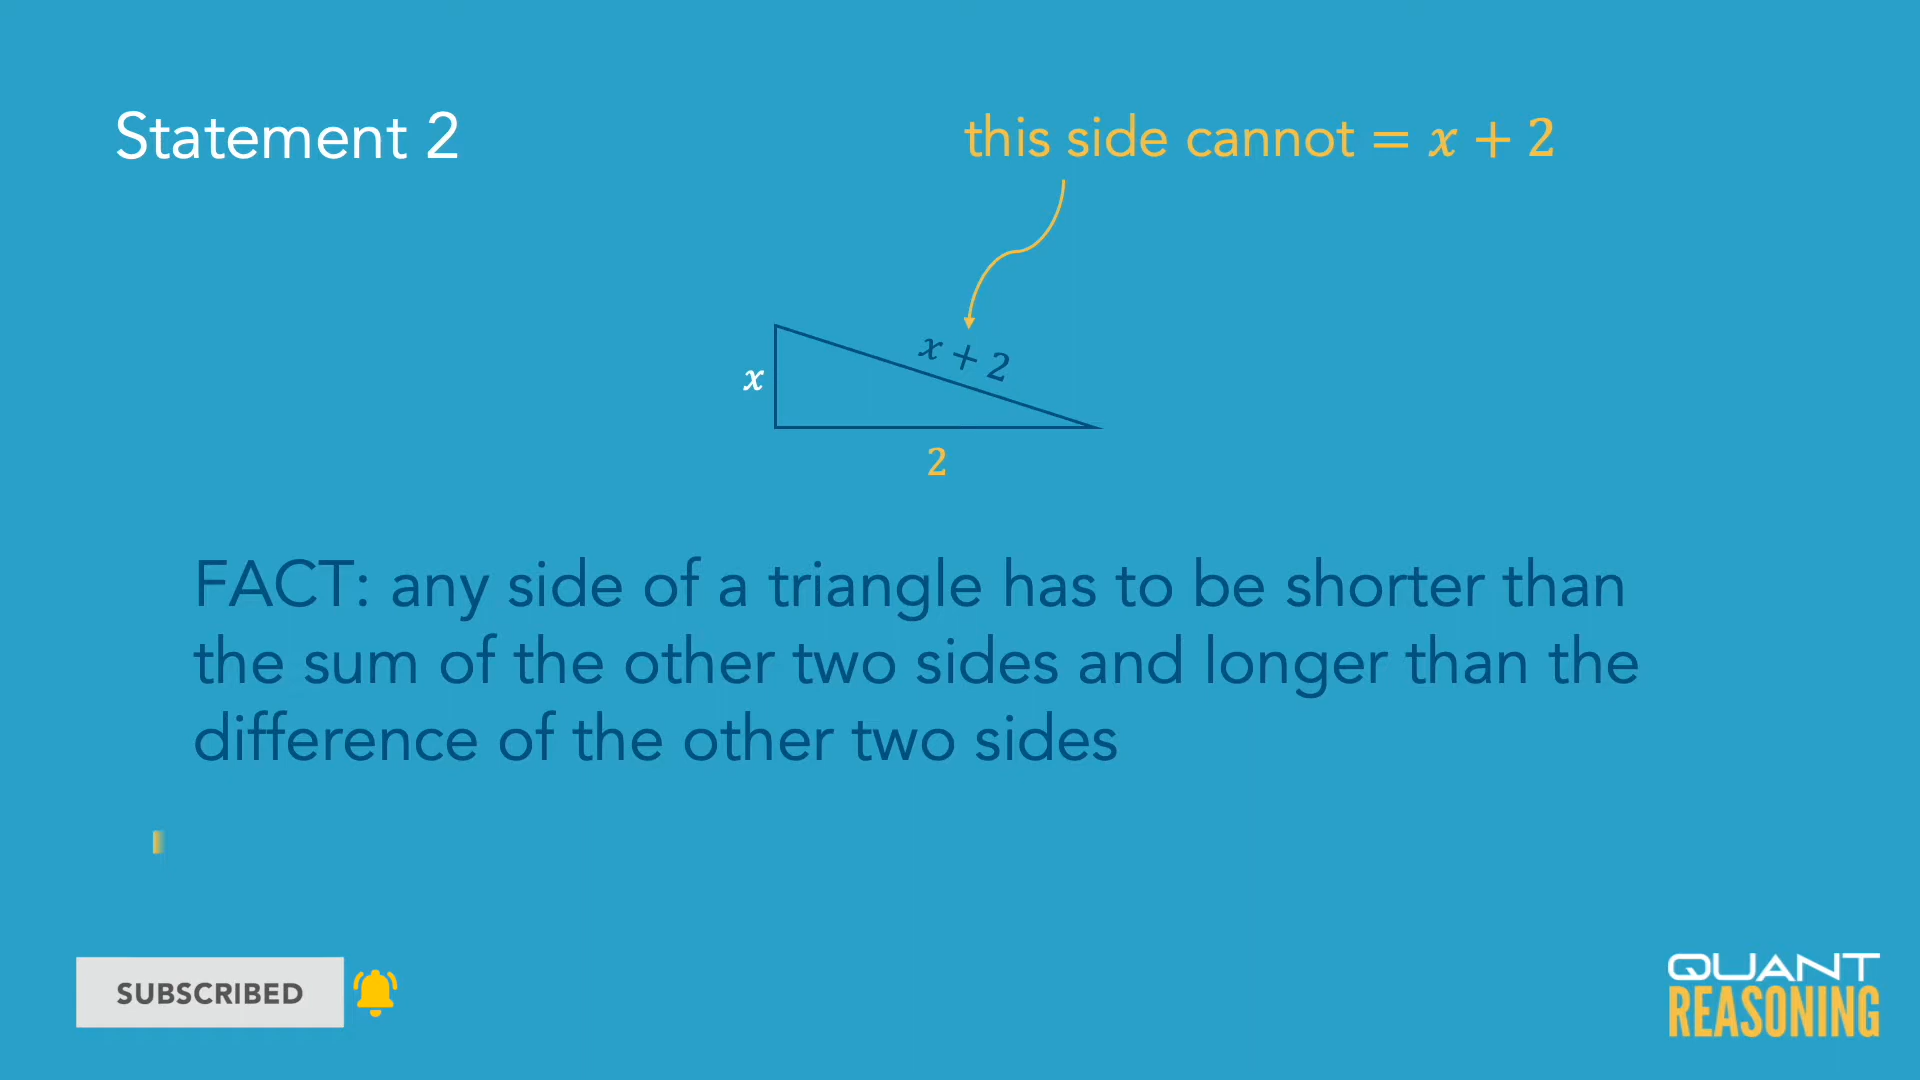 Statement 2
this side cannot = x + 2
x + 2
x
2
FACT: any side of a triangle has to be shorter than
the sum of the other two sides and longer than the
difference of the other two sides
SUBSCRIBED
QUANT
REASONING